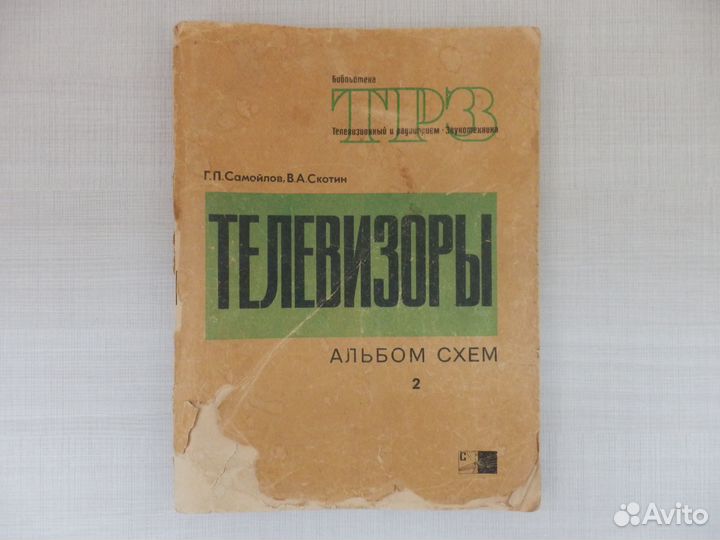 Библиотека
ТРЗ
Телевизионный и радиоприем · Звукотехника
Г.П.Самойлов, В.А.Скотин
ТЕЛЕВИЗОРЫ
АЛЬБОМ СХЕМ
2
Avito